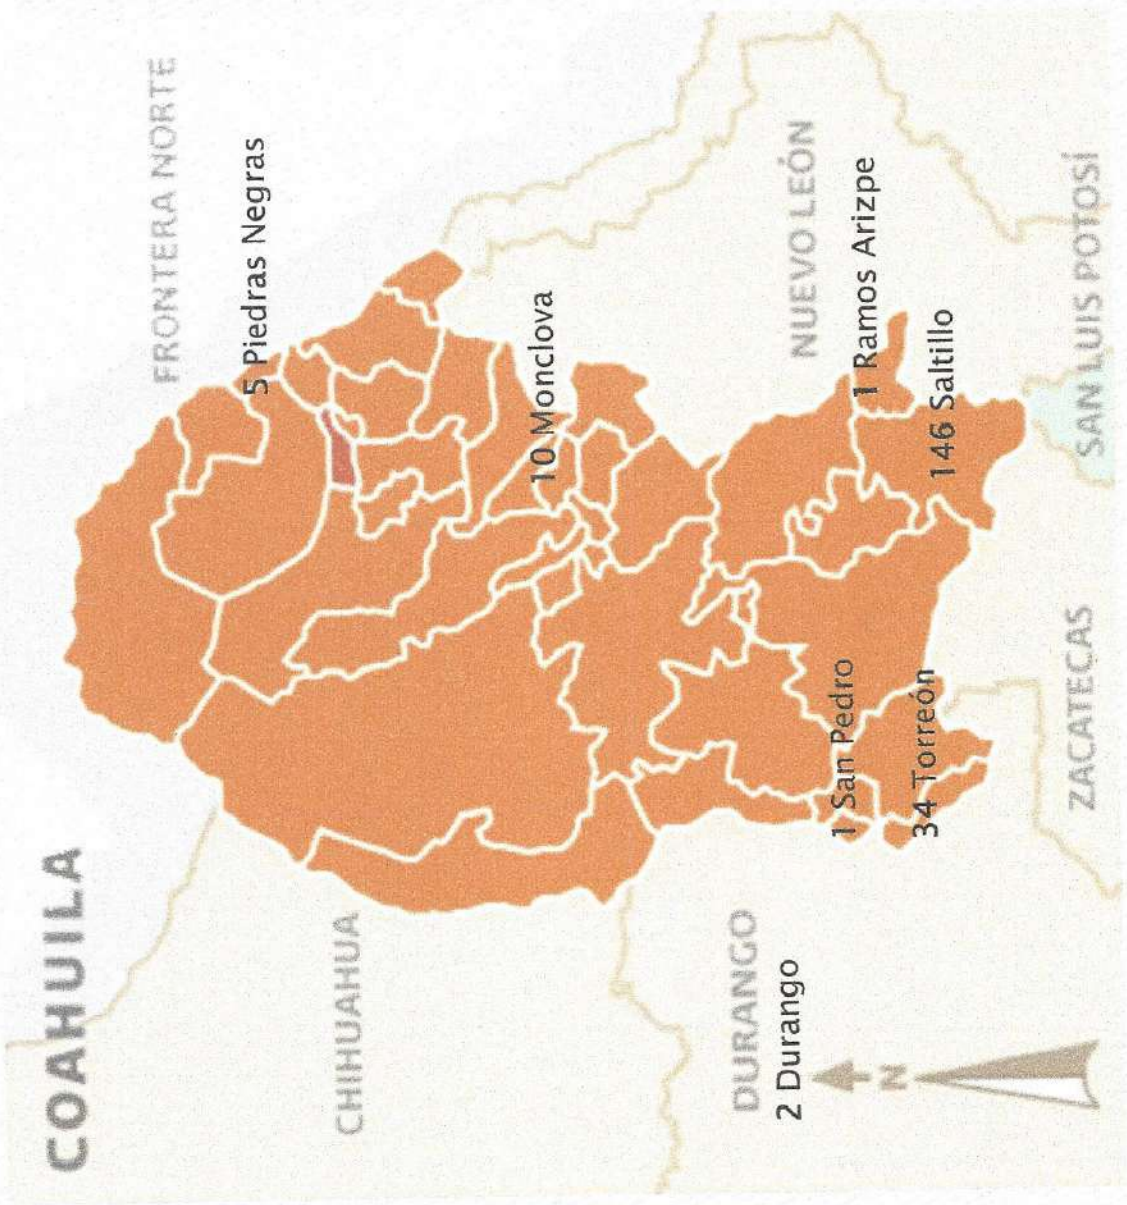 COAHUILA
FRONTERA NORTE
5 Piedras Negras
CHIHUAHUA
10 Monclova
NUEVO LEÓN
1 Ramos Arizpe
146 Saltillo
DURANGO
2 Durango
1 San Pedro
34 Torreón
N
ZACATECAS
SAN LUIS POTOSÍ